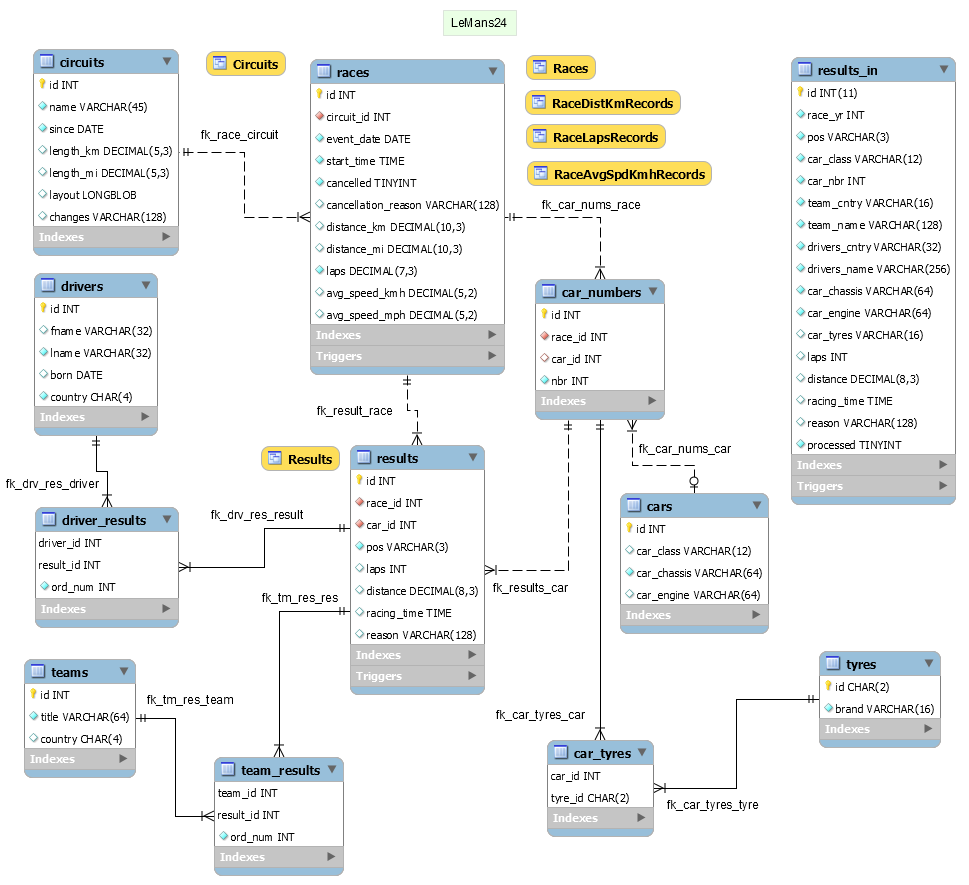 LeMans24
circuits
id INT
name VARCHAR(45)
since DATE
length_km DECIMAL(5,3)
length_mi DECIMAL(5,3)
layout LONGBLOB
changes VARCHAR(128)
Indexes
Circuits
fk_race_circuit
races
id INT
circuit_id INT
event_date DATE
start_time TIME
cancelled TINYINT
cancellation_reason VARCHAR(128)
distance_km DECIMAL(10,3)
distance_mi DECIMAL(10,3)
laps DECIMAL(7,3)
avg_speed_kmh DECIMAL(5,2)
avg_speed_mph DECIMAL(5,2)
Indexes
Triggers
Races
RaceDistKmRecords
RaceLapsRecords
RaceAvgSpdKmhRecords
fk_car_nums_race
results_in
id INT(11)
race_yr INT
pos VARCHAR(3)
car_class VARCHAR(12)
car_nbr INT
team_cntry VARCHAR(16)
team_name VARCHAR(128)
drivers_cntry VARCHAR(32)
drivers_name VARCHAR(256)
car_chassis VARCHAR(64)
car_engine VARCHAR(64)
car_tyres VARCHAR(16)
laps INT
distance DECIMAL(8,3)
racing_time TIME
reason VARCHAR(128)
processed TINYINT
Indexes
Triggers
drivers
id INT
fname VARCHAR(32)
lname VARCHAR(32)
born DATE
country CHAR(4)
Indexes
car_numbers
id INT
race_id INT
car_id INT
nbr INT
Indexes
fk_result_race
fk_car_nums_car
Results
results
id INT
race_id INT
car_id INT
pos VARCHAR(3)
laps INT
distance DECIMAL(8,3)
racing_time TIME
reason VARCHAR(128)
Indexes
Triggers
fk_drv_res_driver
fk_drv_res_result
driver_results
driver_id INT
result_id INT
ord_num INT
Indexes
cars
id INT
car_class VARCHAR(12)
car_chassis VARCHAR(64)
car_engine VARCHAR(64)
Indexes
fk_results_car
fk_tm_res_res
teams
id INT
title VARCHAR(64)
country CHAR(4)
Indexes
fk_tm_res_team
tyres
id CHAR(2)
brand VARCHAR(16)
Indexes
fk_car_tyres_car
team_results
team_id INT
result_id INT
ord_num INT
Indexes
car_tyres
car_id INT
tyre_id CHAR(2)
Indexes
fk_car_tyres_tyre